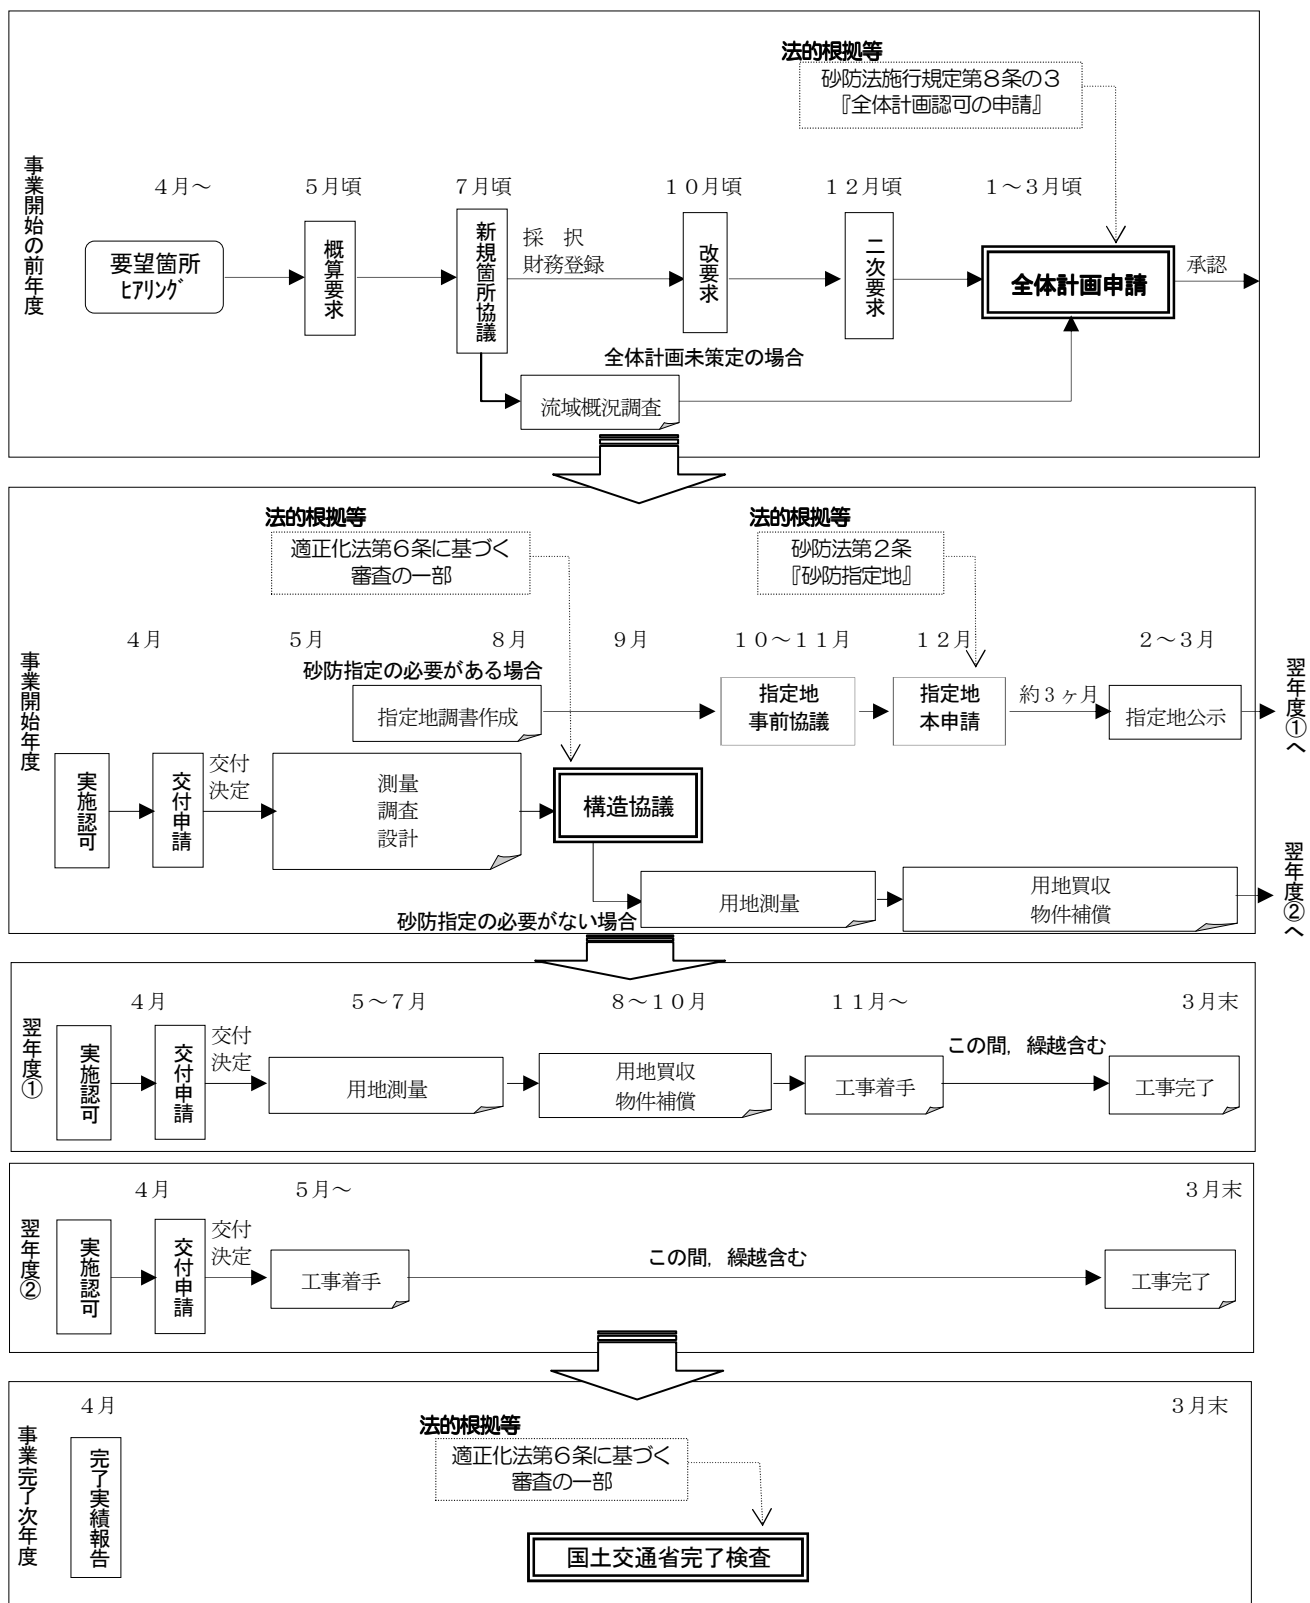 法的根拠等
砂防法施行規定第8条の3
『全体計画認可の申請』
事業開始の前年度
４月～
５月頃
７月頃
１０月頃
１２月頃
１～３月頃
要望箇所
ﾋｱﾘﾝｸﾞ
概算要求
新規箇所協議
採　択
財務登録
改要求
二次要求
全体計画申請
承認
全体計画未策定の場合
流域概況調査
法的根拠等
適正化法第6条に基づく
審査の一部
法的根拠等
砂防法第2条
『砂防指定地』
事業開始年度
４月
５月
８月
９月
１０～１１月
１２月
２～３月
砂防指定の必要がある場合
指定地調書作成
指定地
事前協議
指定地
本申請
約３ヶ月
指定地公示
翌年度①へ
実施認可
交付申請
交付
決定
測量
調査
設計
構造協議
砂防指定の必要がない場合
用地測量
用地買収
物件補償
翌年度②へ
翌年度①
４月
５～７月
８～１０月
１１月～
３月末
実施認可
交付申請
交付
決定
用地測量
用地買収
物件補償
工事着手
この間，繰越含む
工事完了
翌年度②
４月
５月～
３月末
実施認可
交付申請
交付
決定
工事着手
この間，繰越含む
工事完了
事業完了次年度
４月
３月末
完了実績報告
法的根拠等
適正化法第6条に基づく
審査の一部
国土交通省完了検査